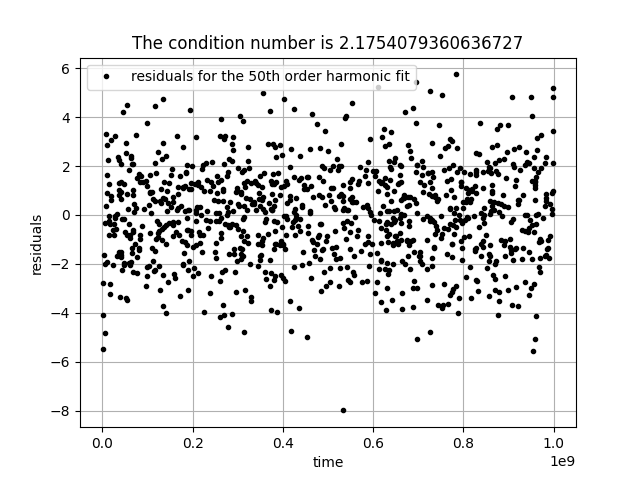 The condition number is 2.1754079360636727
residuals for the 50th order harmonic fit
residuals
6
4
2
0
−2
−4
−6
−8
0.0 0.2 0.4 0.6 0.8 1.0
1e9
time